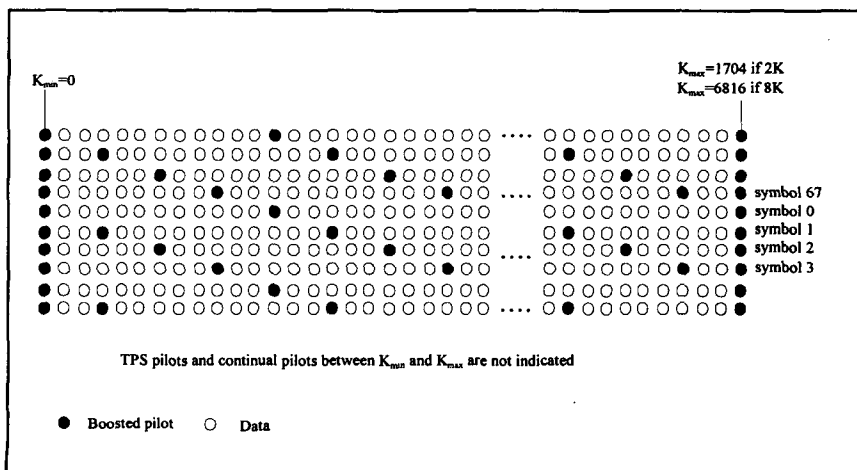 K_min=0
K_max=1704 if 2K
K_max=6816 if 8K
symbol 67
symbol 0
symbol 1
symbol 2
symbol 3
TPS pilots and continual pilots between K_min and K_max are not indicated
Boosted pilot
Data